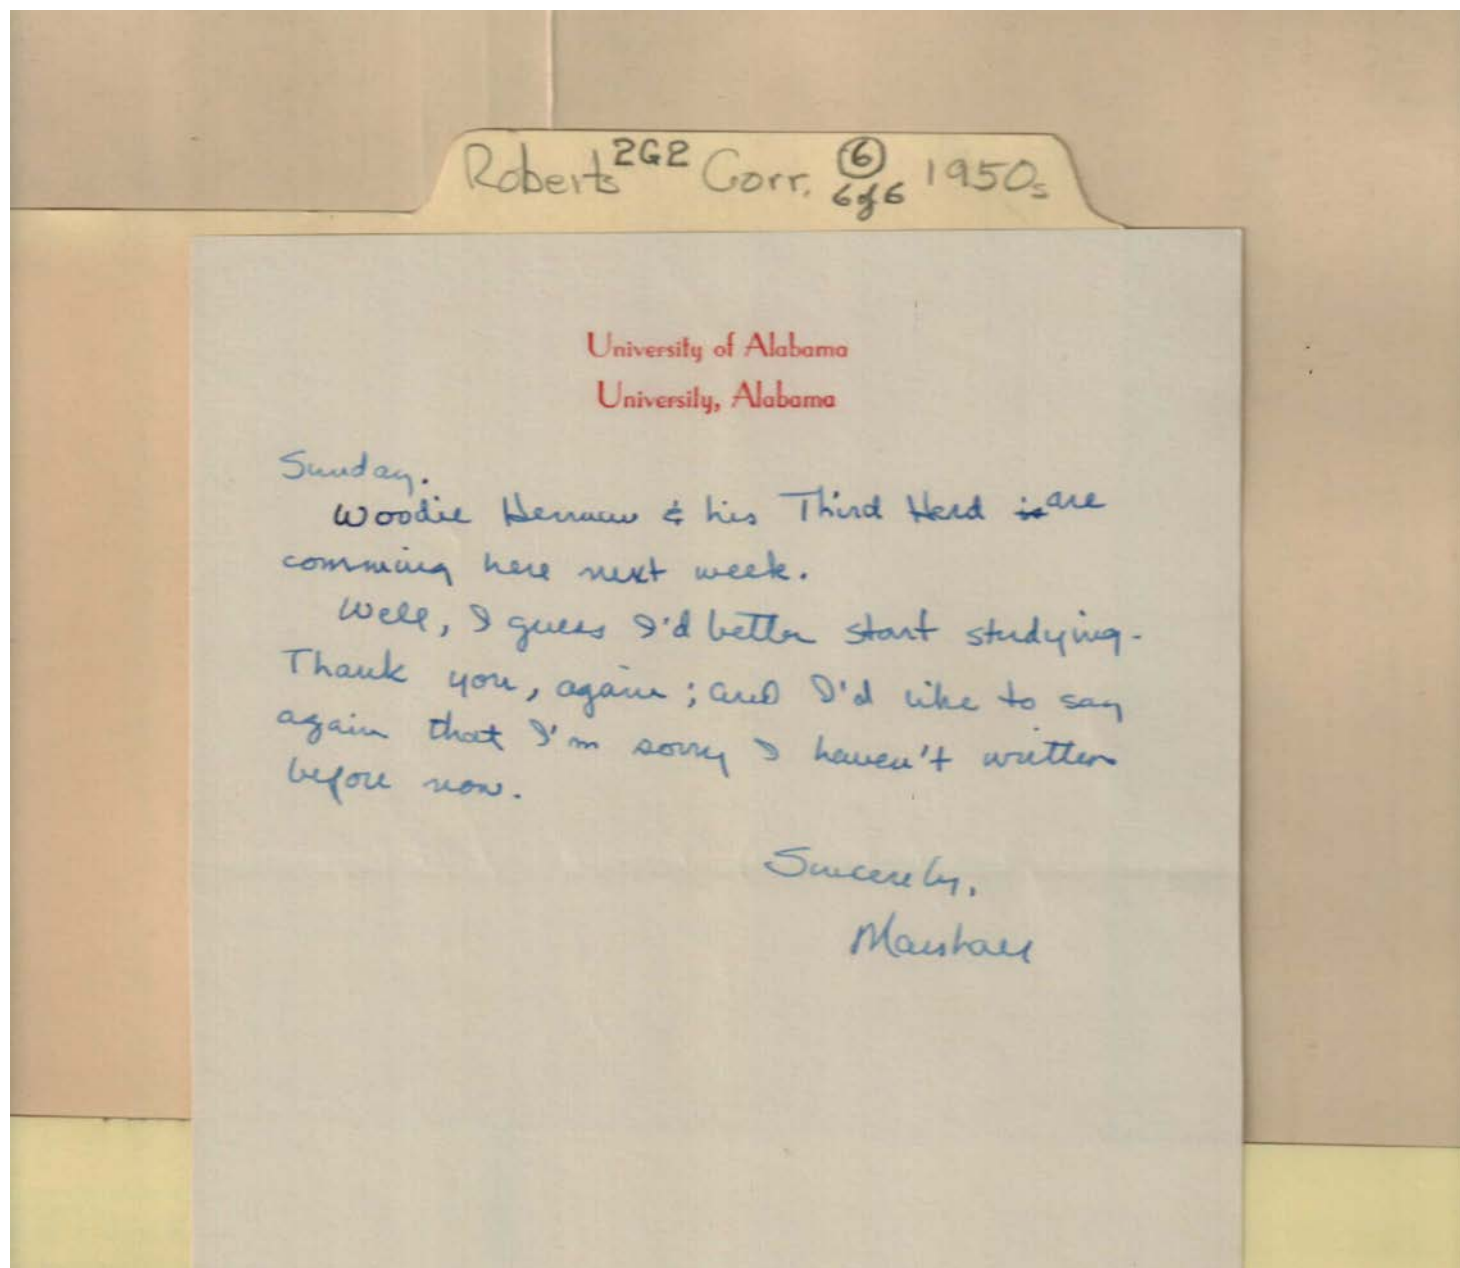 Roberts 2G2 Corr. 6 1950s
6 of 6
University of Alabama
University, Alabama
Sunday.
Woodie Herman & his Third Herd is are
comming here next week.
Well, I guess I'd better start studying.
Thank you, again; and I'd like to say
again that I'm sorry I haven't written
before now.
Sincerely,
Marshall